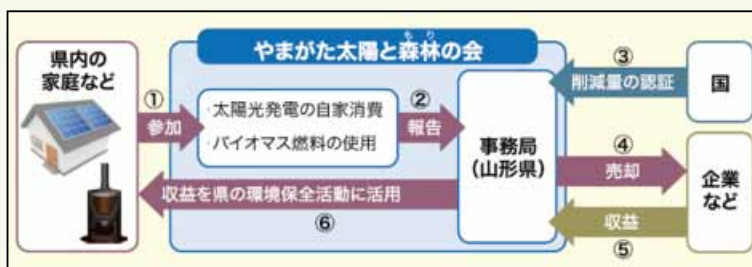 やまがた太陽と森林の会
もり
県内の
家庭など
①
参加
・太陽光発電の自家消費
・バイオマス燃料の使用
②
報告
事務局
(山形県)
③
削減量の認証
国
④
売却
企業
など
収益
⑤
収益を県の環境保全活動に活用
⑥